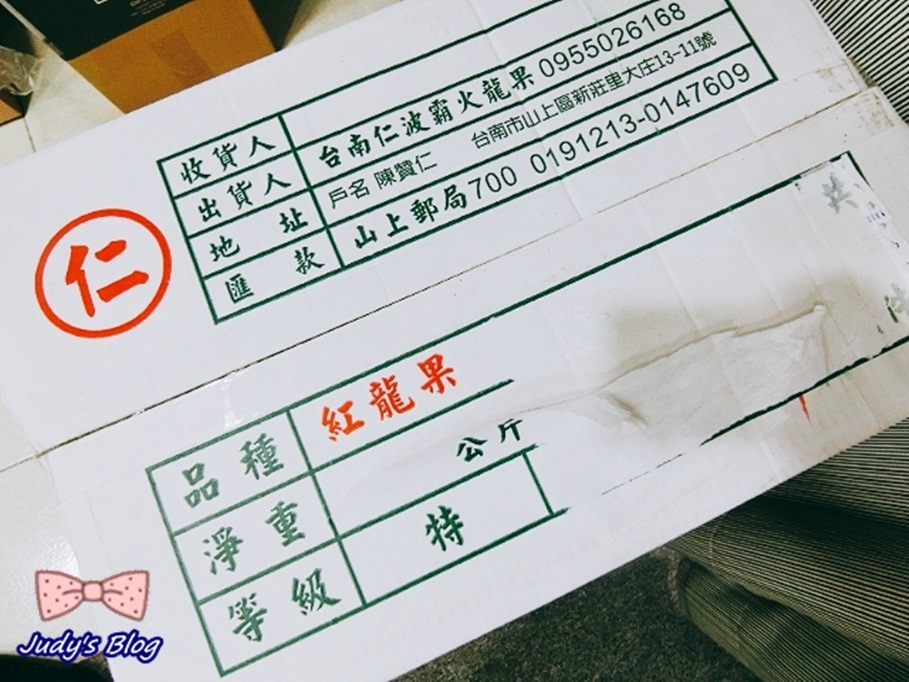 收貨人
出貨人 台南仁波霸火龍果 0955026168
地址 戶名 陳贊仁 台南市山上區新莊里大庄13-11號
匯款 山上郵局700 0191213-0147609
仁
品種 紅龍果
淨重 公斤
等級 特
共
Judy's Blog